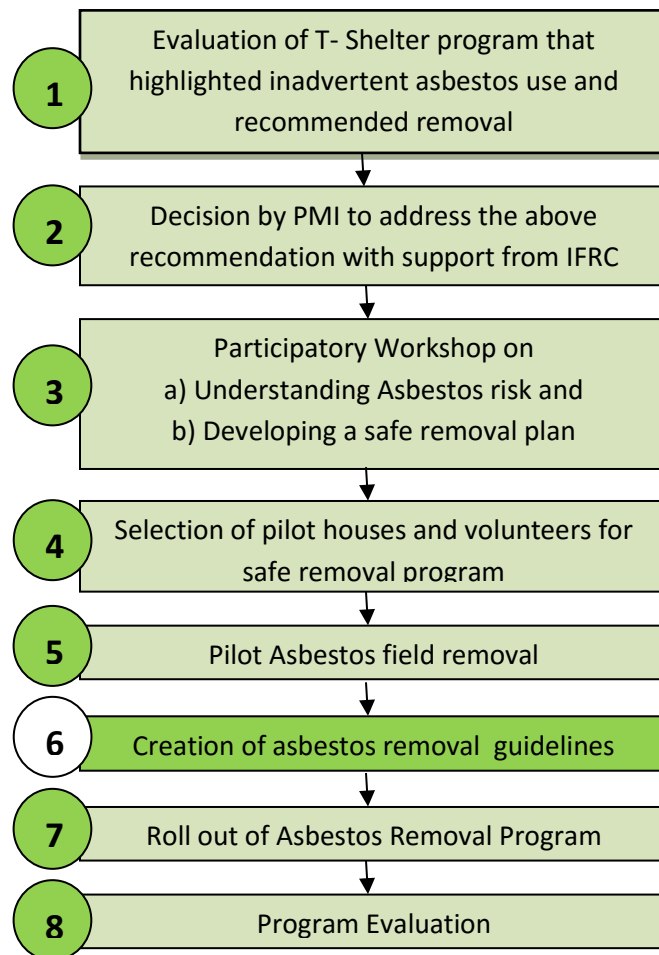 1
Evaluation of T- Shelter program that
highlighted inadvertent asbestos use and
recommended removal
2
Decision by PMI to address the above
recommendation with support from IFRC
3
Participatory Workshop on
a) Understanding Asbestos risk and
b) Developing a safe removal plan
4
Selection of pilot houses and volunteers for
safe removal program
5
Pilot Asbestos field removal
6
Creation of asbestos removal guidelines
7
Roll out of Asbestos Removal Program
8
Program Evaluation